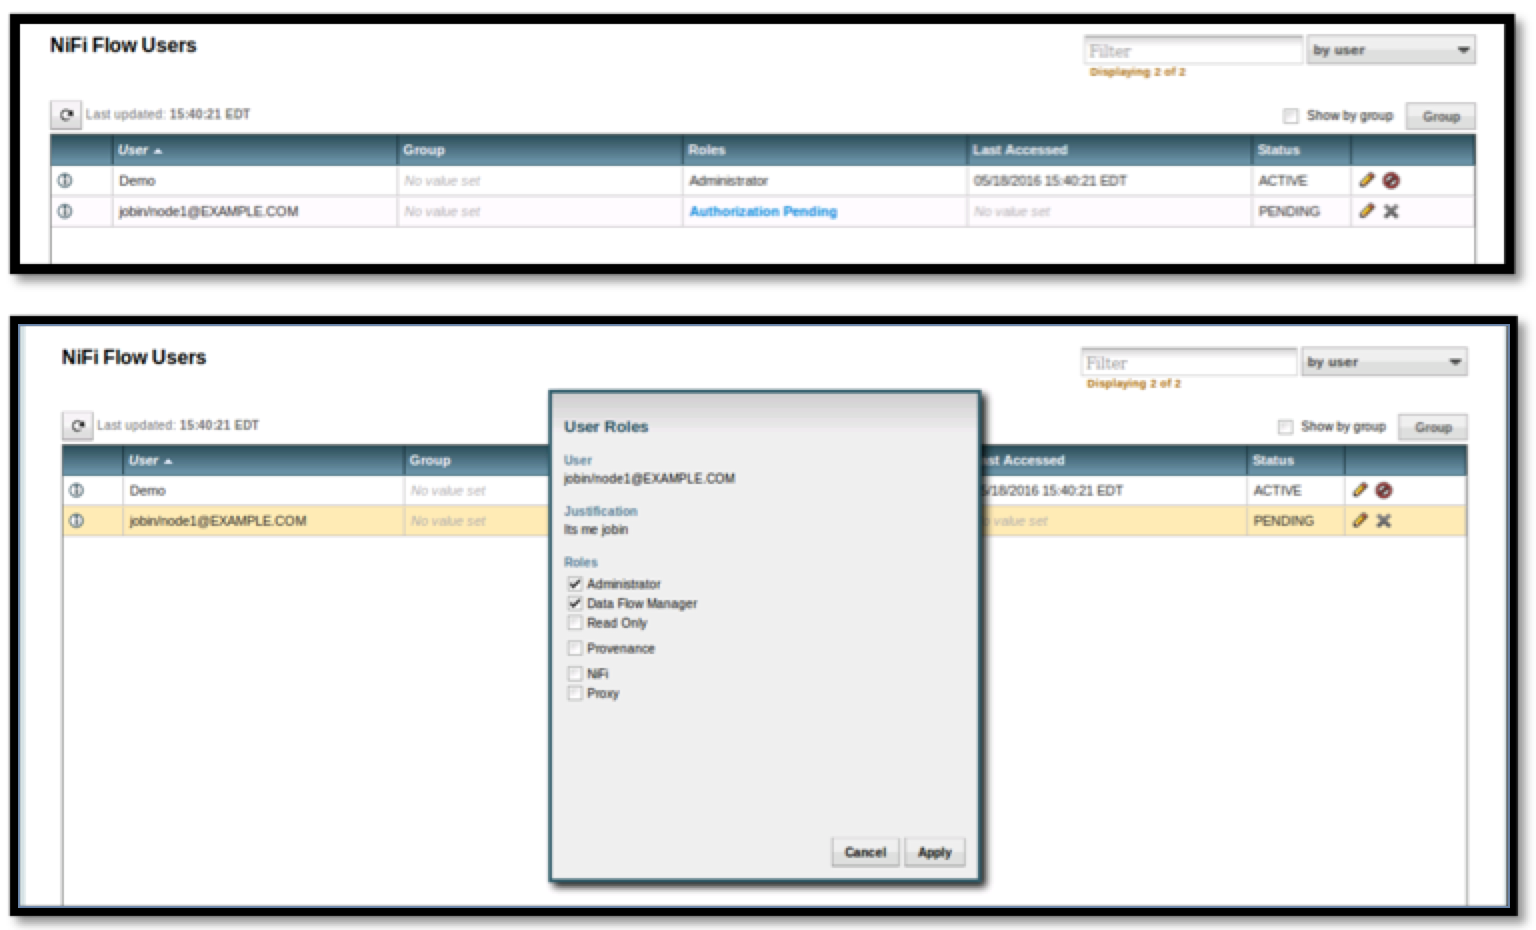 NiFi Flow Users
Filter by user
Displaying 2 of 2
Last updated: 15:40:21 EDT Show by group Group
User Group Roles Last Accessed Status
Demo No value set Administrator 05/18/2016 15:40:21 EDT ACTIVE
jobin/node1@EXAMPLE.COM No value set Authorization Pending No value set PENDING
NiFi Flow Users
Filter by user
Displaying 2 of 2
Last updated: 15:40:21 EDT Show by group Group
User Group st Accessed Status
Demo No value set 5/18/2016 15:40:21 EDT ACTIVE
jobin/node1@EXAMPLE.COM No value set o value set PENDING
User Roles
User
jobin/node1@EXAMPLE.COM
Justification
Its me jobin
Roles
Administrator
Data Flow Manager
Read Only
Provenance
NiFi
Proxy
Cancel Apply